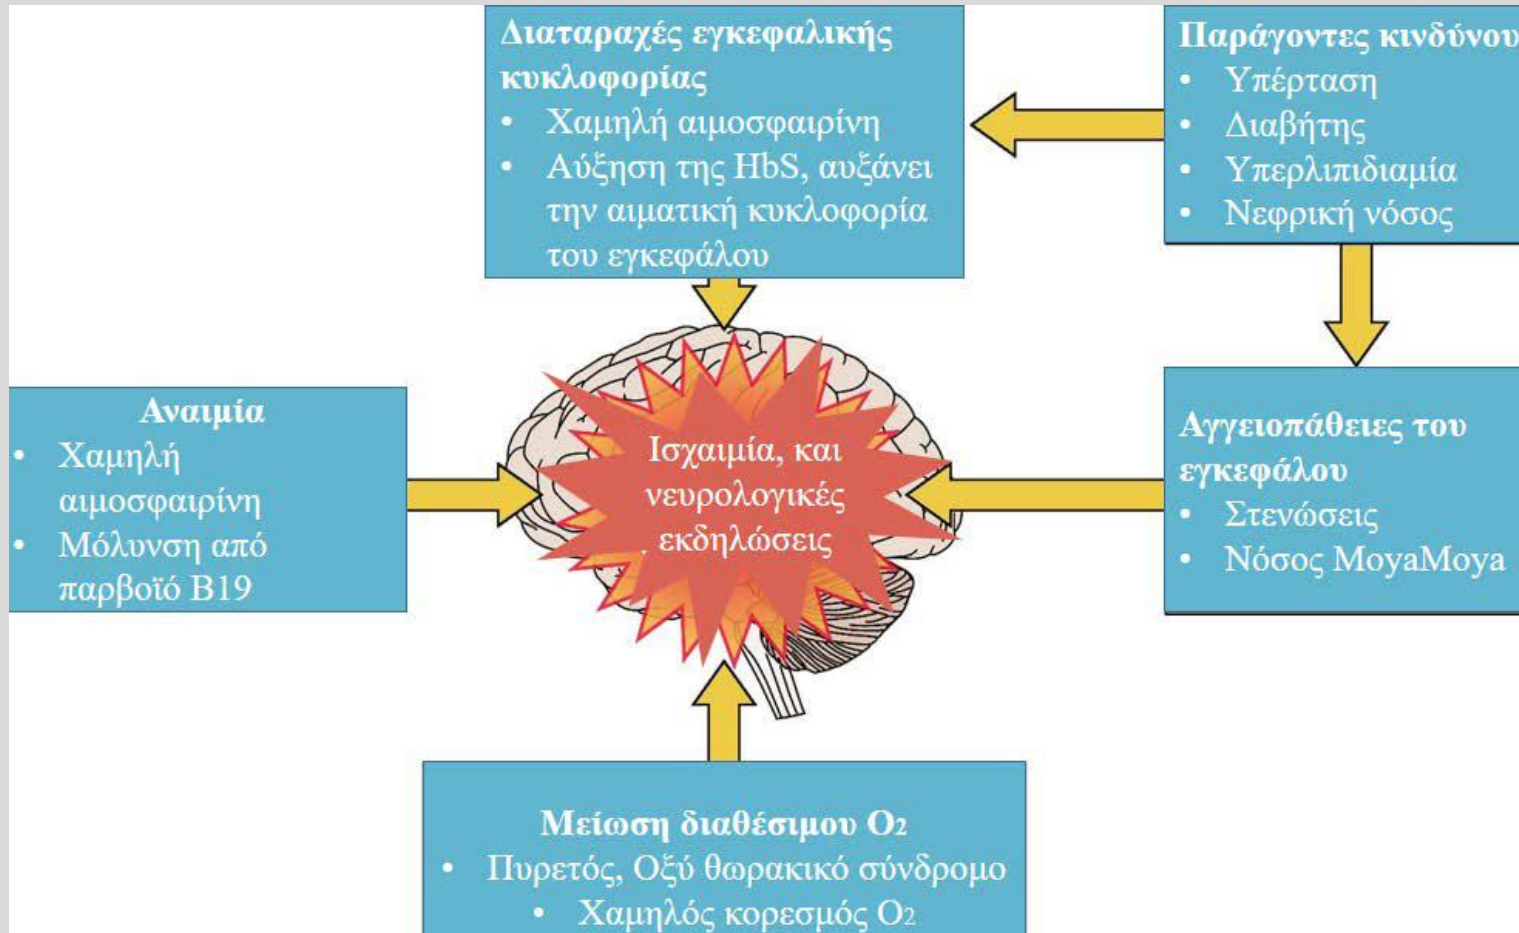 Διαταραχές εγκεφαλικής
κυκλοφορίας
• Χαμηλή αιμοσφαιρίνη
• Αύξηση της HbS, αυξάνει
την αιματική κυκλοφορία
του εγκεφάλου
Παράγοντες κινδύνου
• Υπέρταση
• Διαβήτης
• Υπερλιπιδιαμία
• Νεφρική νόσος
Αναιμία
• Χαμηλή
αιμοσφαιρίνη
• Μόλυνση από
παρβοϊό Β19
Ισχαιμία, και
νευρολογικές
εκδηλώσεις
Αγγειοπάθειες του
εγκεφάλου
• Στενώσεις
• Νόσος MoyaMoya
Μείωση διαθέσιμου Ο₂
• Πυρετός, Οξύ θωρακικό σύνδρομο
• Χαμηλός κορεσμός Ο₂